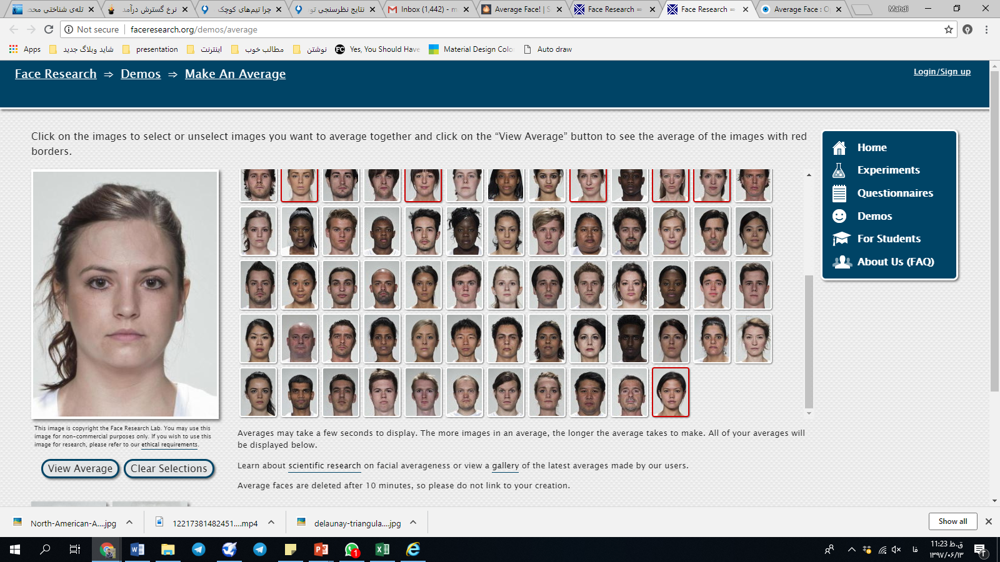 تله‌ی شناختی محص
نرخ گسترش درآمد
چرا تیم‌های کوچک
نتایج نظرسنجی تور
Inbox (1,442) - m
Average Face! | S
Face Research ⇒
Face Research ⇒
Average Face : O
Mahdi
Not secure | faceresearch.org/demos/average
Apps
شاید وبلاگ جدید
presentation
اینترنت
مطالب خوب
نوشتن
FC Yes, You Should Have
Material Design Colo
Auto draw
Face Research ⇒ Demos ⇒ Make An Average
Login/Sign up
Click on the images to select or unselect images you want to average together and click on the “View Average” button to see the average of the images with red
borders.
Home
Experiments
Questionnaires
Demos
For Students
About Us (FAQ)
This image is copyright the Face Research Lab. You may use this
image for non-commercial purposes only. If you wish to use this
image for research, please refer to our ethical requirements.
View Average
Clear Selections
Averages may take a few seconds to display. The more images in an average, the longer the average takes to make. All of your averages will
be displayed below.
Learn about scientific research on facial averageness or view a gallery of the latest averages made by our users.
Average faces are deleted after 10 minutes, so please do not link to your creation.
North-American-A....jpg
12217381482451....mp4
delaunay-triangula....jpg
Show all
1
فا
11:23 ق.ظ
۱۳۹۷/۰۶/۱۳